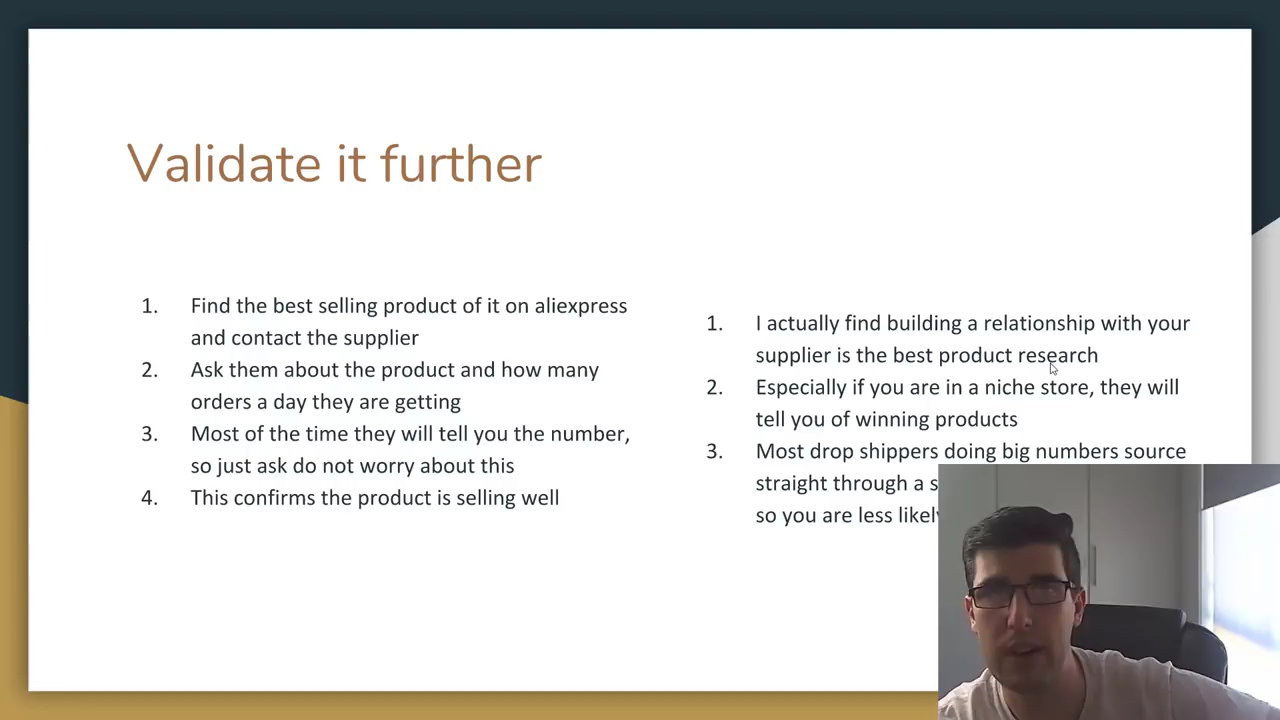 Validate it further
1. Find the best selling product of it on aliexpress
and contact the supplier
2. Ask them about the product and how many
orders a day they are getting
3. Most of the time they will tell you the number,
so just ask do not worry about this
4. This confirms the product is selling well
1. I actually find building a relationship with your
supplier is the best product research
2. Especially if you are in a niche store, they will
tell you of winning products
3. Most drop shippers doing big numbers source
straight through a
so you are less likely